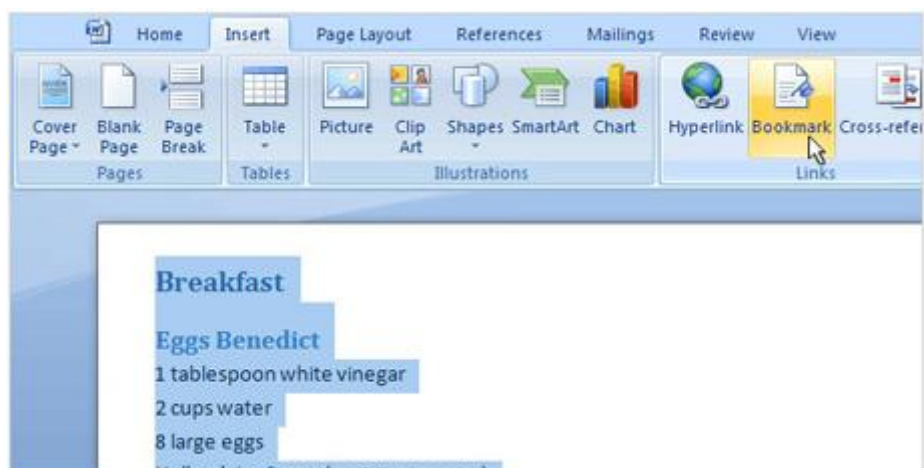 Home Insert Page Layout References Mailings Review View
Cover Page Blank Page Page Break Table Picture Clip Art Shapes SmartArt Chart Hyperlink Bookmark Cross-refer
Pages Tables Illustrations Links
Breakfast
Eggs Benedict
1 tablespoon white vinegar
2 cups water
8 large eggs